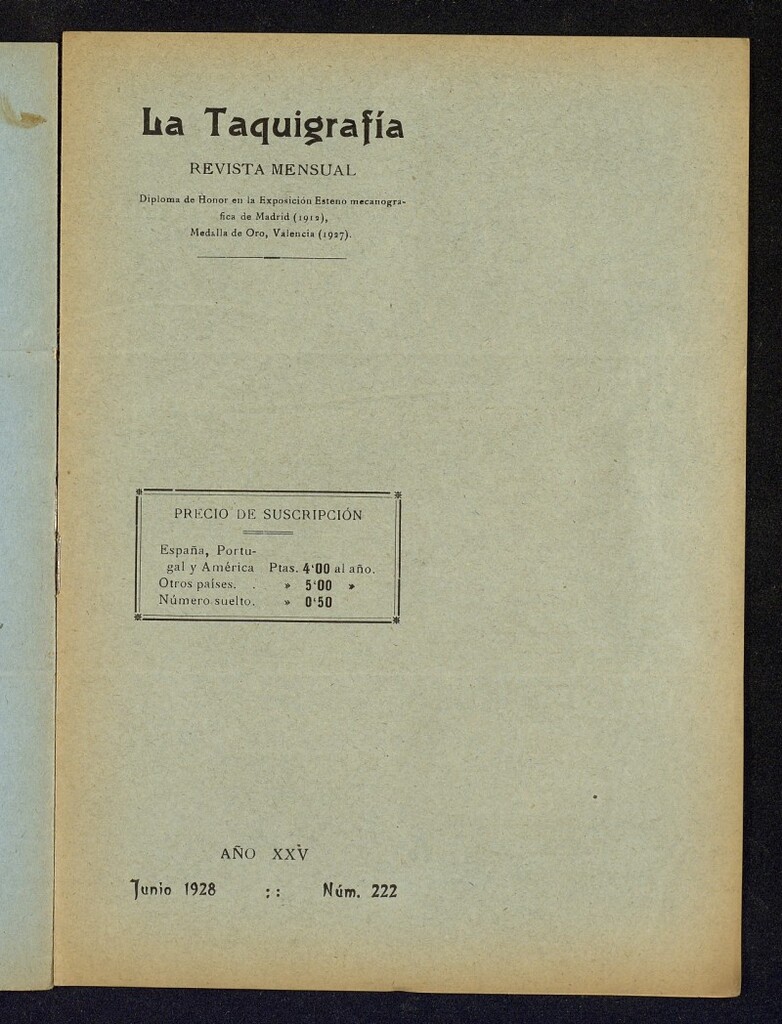 La Taquigrafía
REVISTA MENSUAL
Diploma de Honor en la Exposición Esteno mecanogra-
fica de Madrid (1912),
Medalla de Oro, Valencia (1927).
PRECIO DE SUSCRIPCIÓN
España, Portu-
gal y América Ptas. 4'00 al año.
Otros países. . » 5'00 »
Número suelto. » 0'50
AÑO XXV
Junio 1928 :: Núm. 222